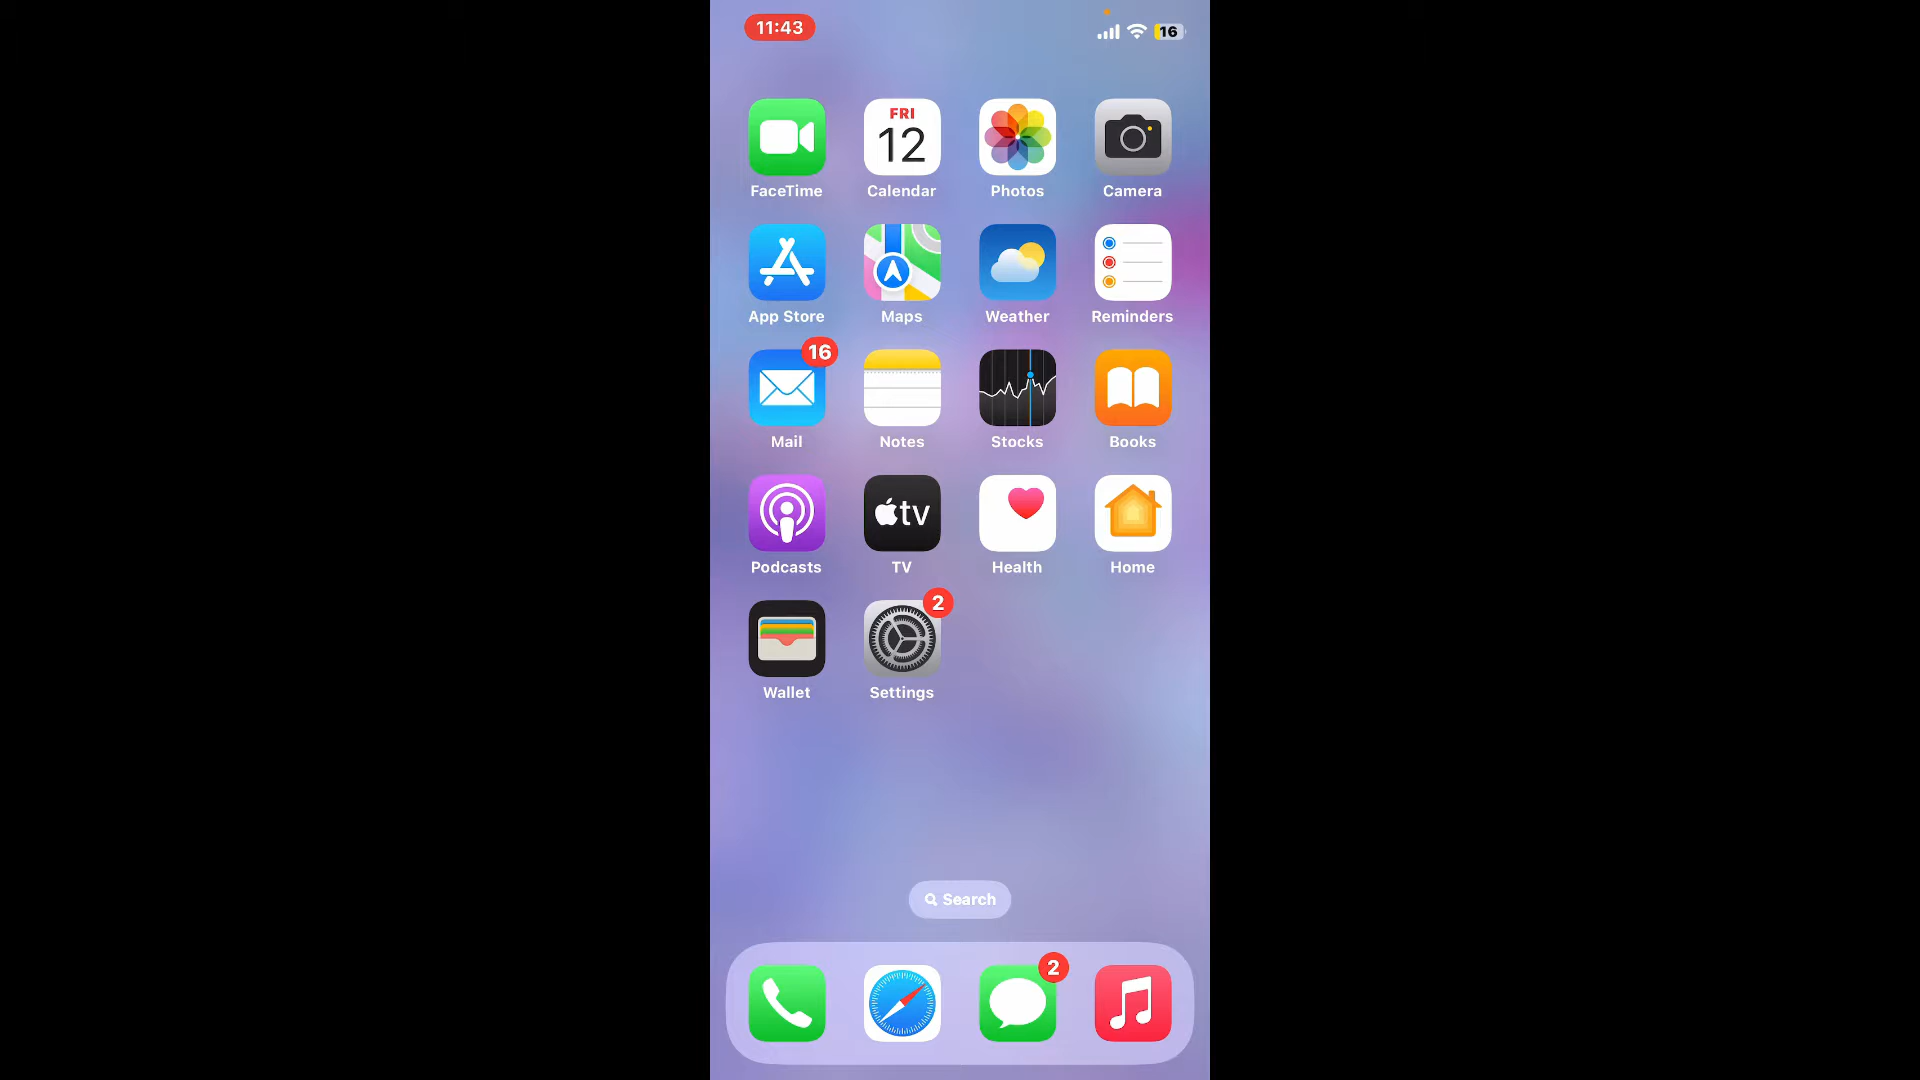 11:43
16
FRI
12
FaceTime Calendar Photos Camera
App Store Maps Weather Reminders
16
Mail Notes Stocks Books
tv
Podcasts TV Health Home
2
Wallet Settings
Search
2